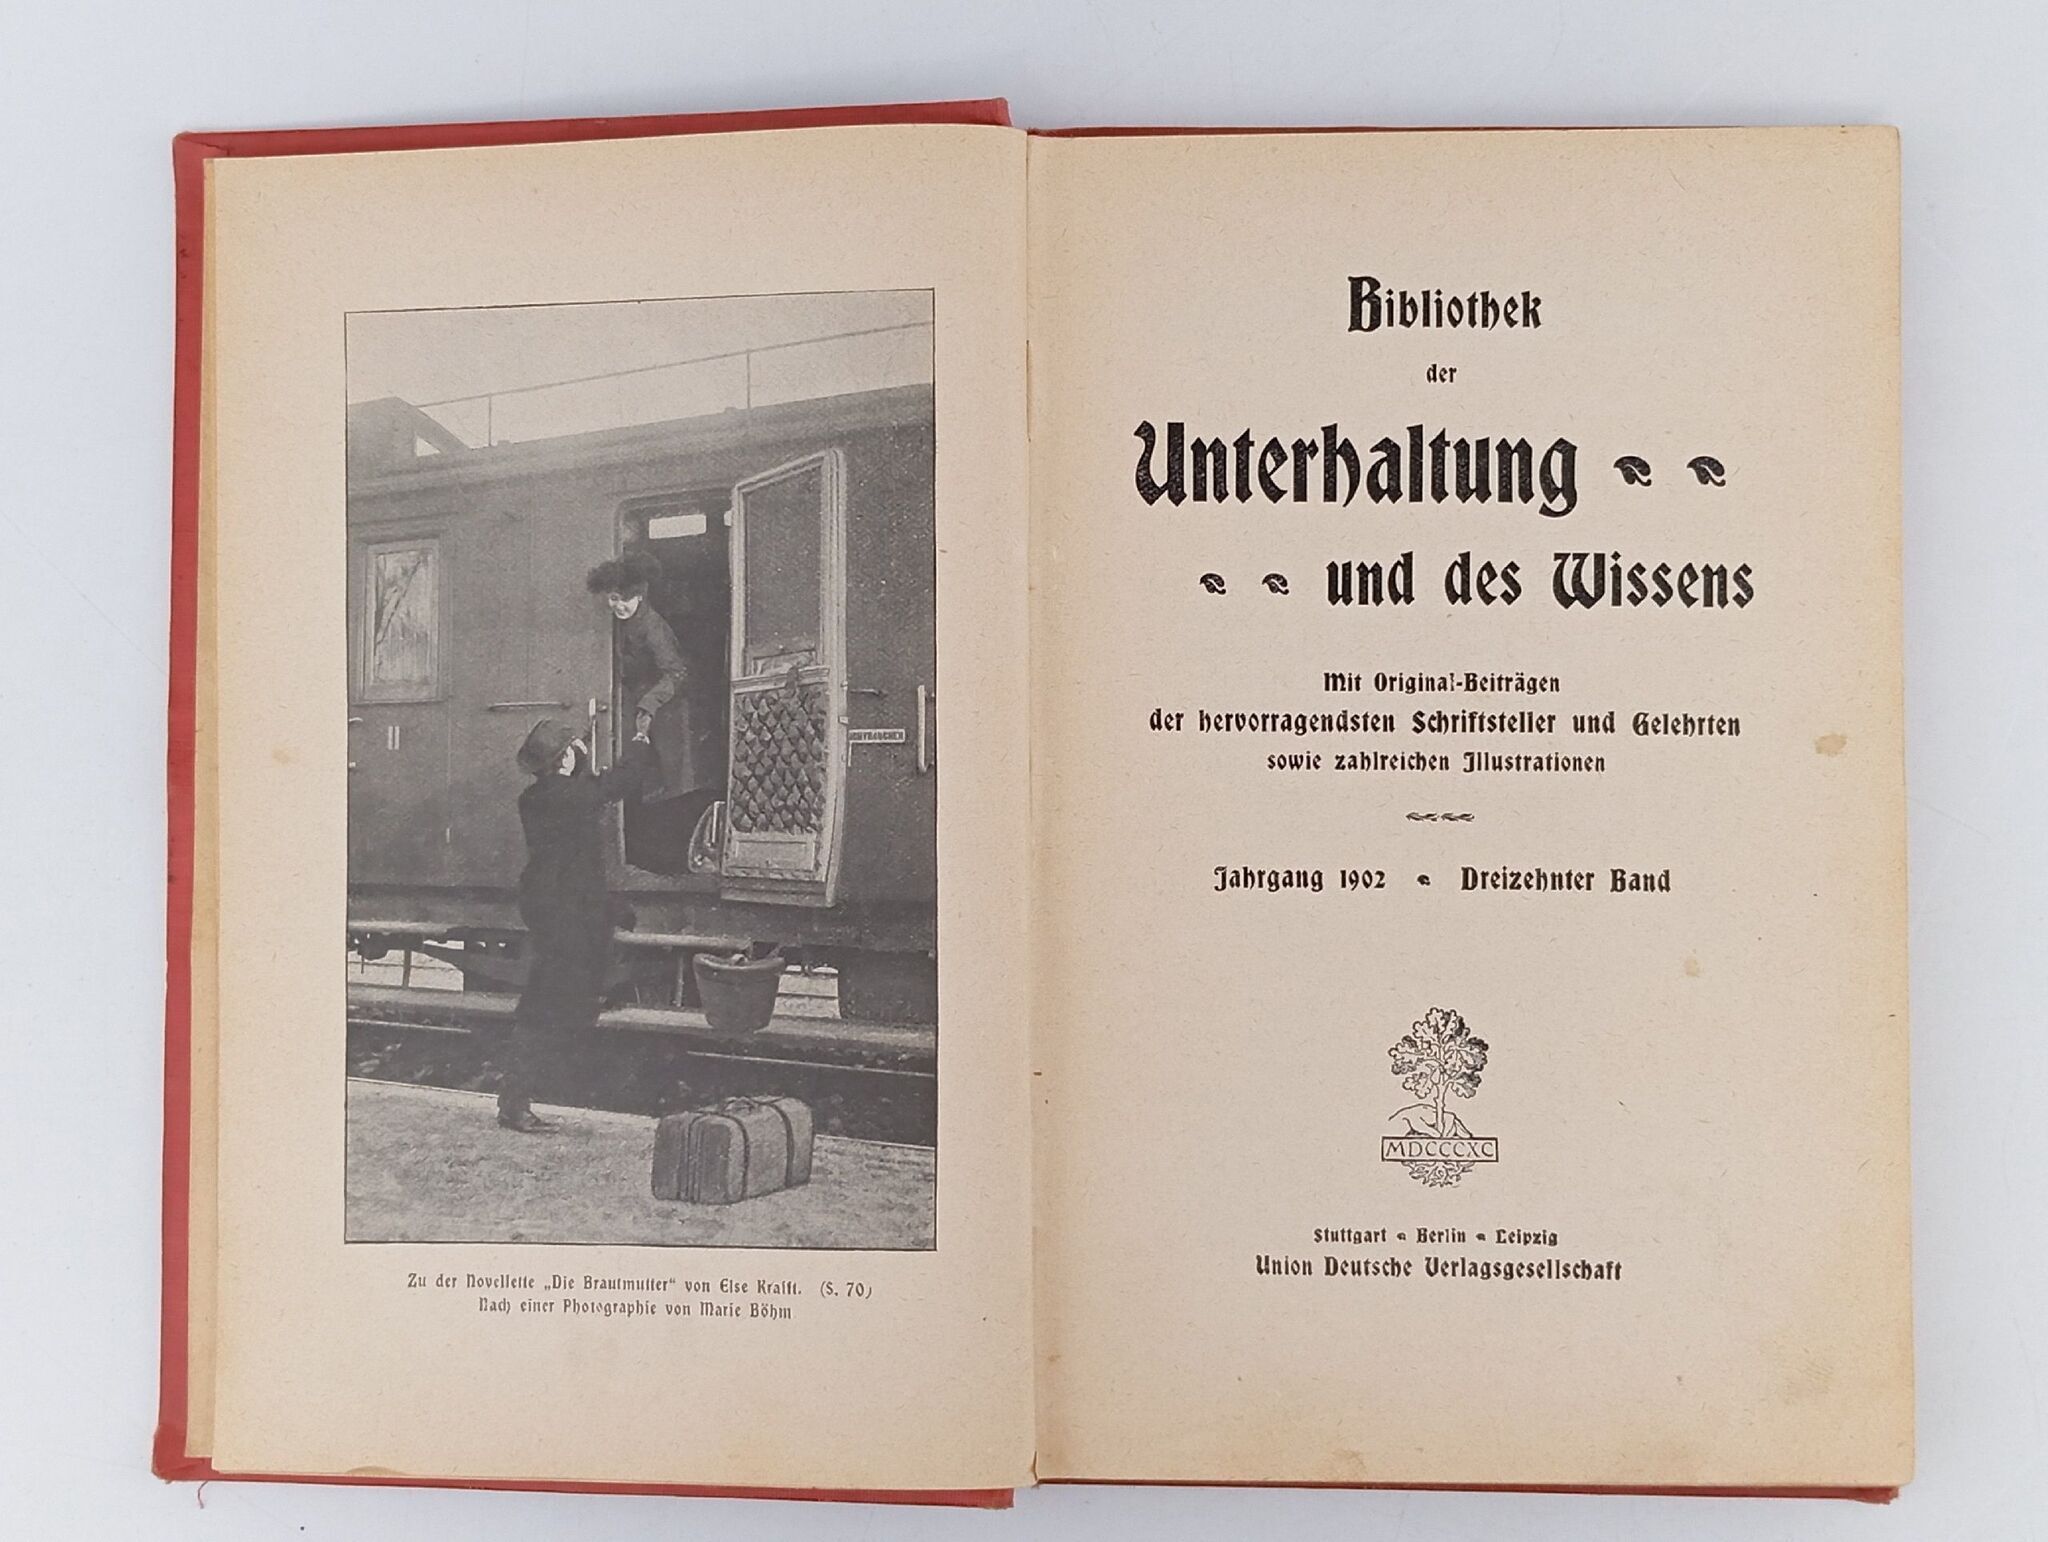 II
NICHTRAUCHER
Zu der Novellette „Die Brautmutter“ von Else Krafft. (S. 70)
Nach einer Photographie von Marie Böhm
Bibliothek
der
Unterhaltung
und des Wissens
Mit Original-Beiträgen
der hervorragendsten Schriftsteller und Gelehrten
sowie zahlreichen Illustrationen
Jahrgang 1902 Dreizehnter Band
MDCCCXC
Stuttgart Berlin Leipzig
Union Deutsche Verlagsgesellschaft